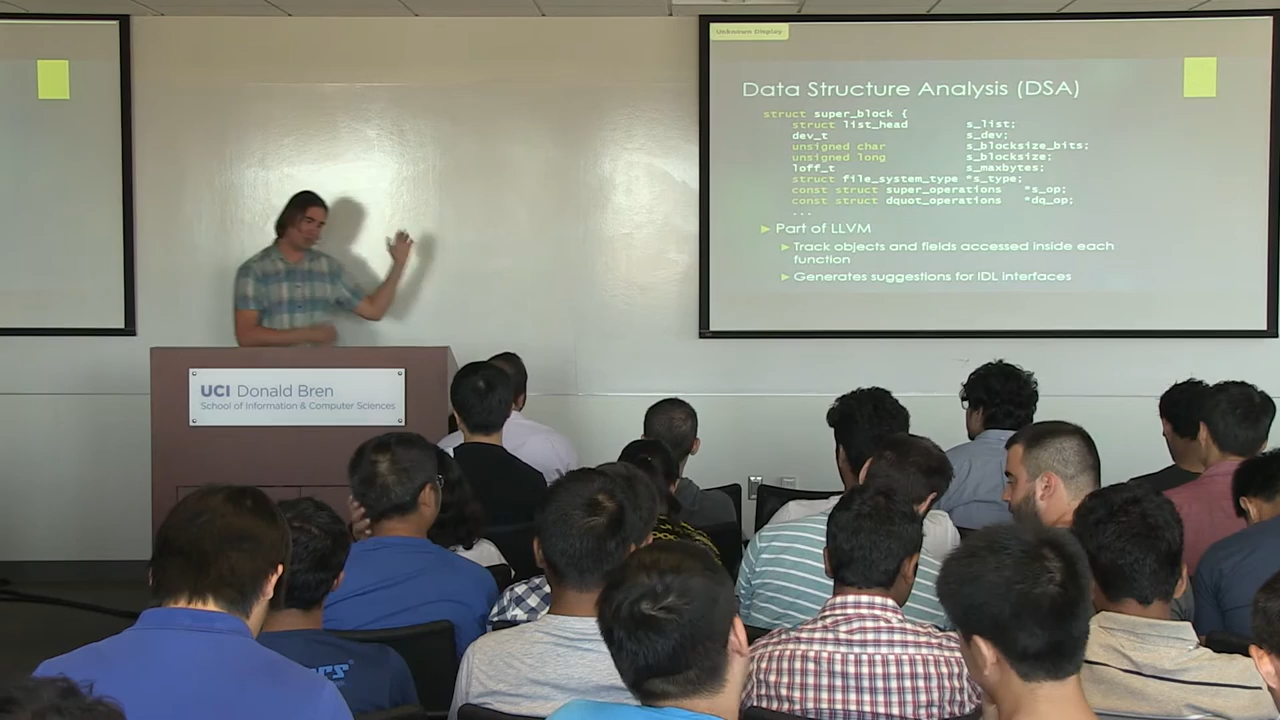 Unknown Display
Data Structure Analysis (DSA)
struct super_block {
struct list_head s_list;
dev_t s_dev;
unsigned char s_blocksize_bits;
unsigned long s_blocksize;
loff_t s_maxbytes;
struct file_system_type *s_type;
const struct super_operations *s_op;
const struct dquot_operations *dq_op;
...
► Part of LLVM
► Track objects and fields accessed inside each
function
► Generates suggestions for IDL interfaces
UCI Donald Bren
School of Information & Computer Sciences